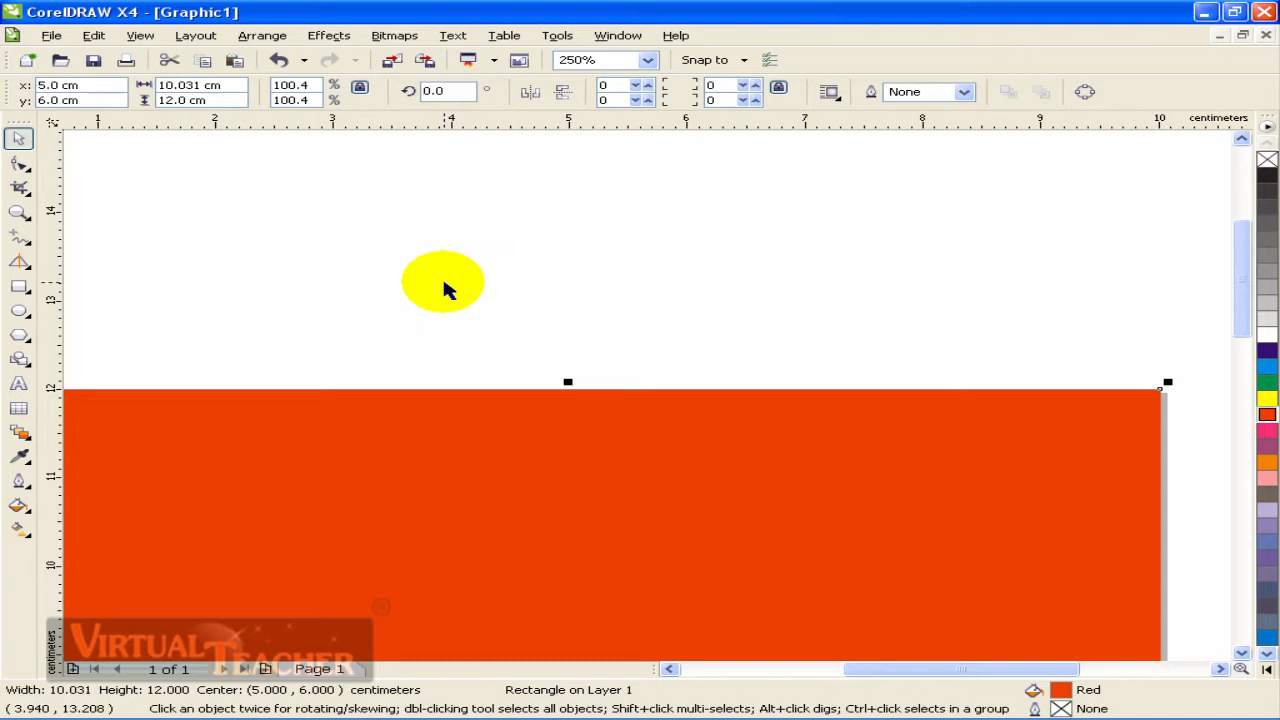 CorelDRAW X4 - [Graphic1]
File Edit View Layout Arrange Effects Bitmaps Text Table Tools Window Help
250% Snap to
x: 5.0 cm 10.031 cm 100.4 % 0.0 ° 0 0 None
y: 6.0 cm 12.0 cm 100.4 % 0 0
1 2 3 4 5 6 7 8 9 10 centimeters
14
13
12
11
10
centimeters
VIRTUAL TEACHER
1 of 1 Page 1
Width: 10.031 Height: 12.000 Center: (5.000 , 6.000 ) centimeters Rectangle on Layer 1 Red
( 3.940 , 13.208 ) Click an object twice for rotating/skewing; dbl-clicking tool selects all objects; Shift+click multi-selects; Alt+click digs; Ctrl+click selects in a group None